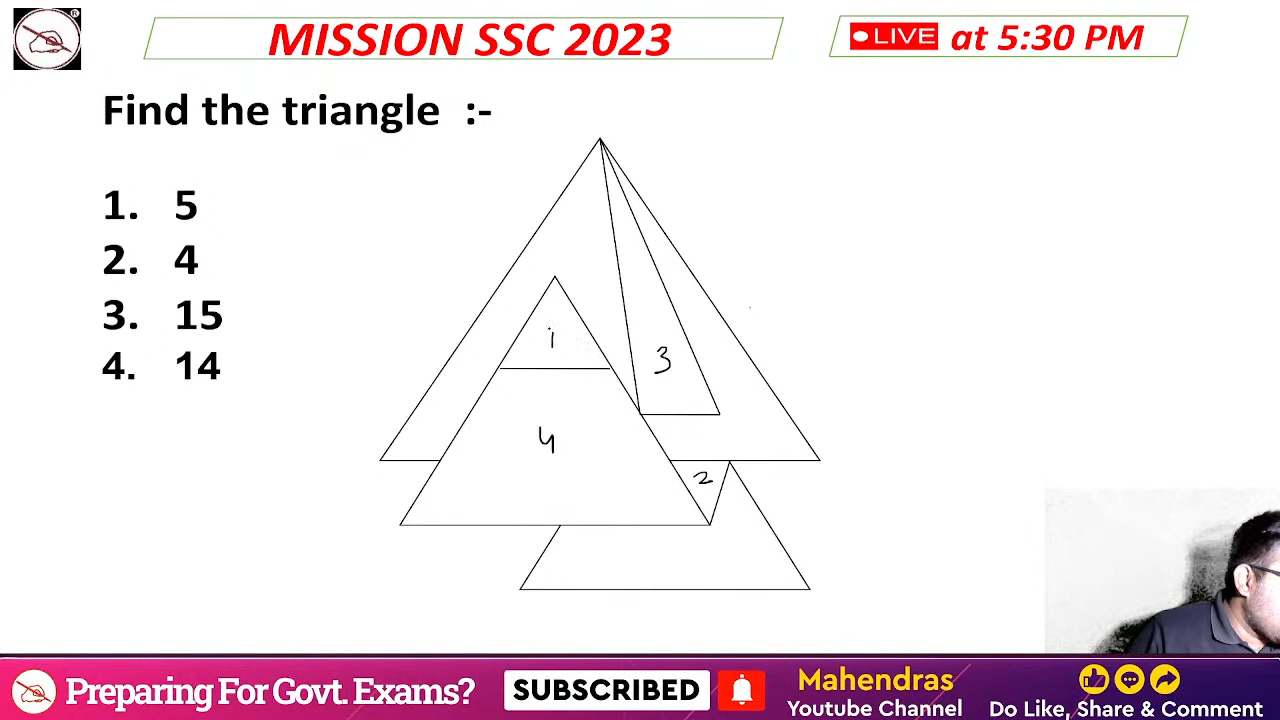 MISSION SSC 2023
LIVE at 5:30 PM
Find the triangle :-
1. 5
2. 4
3. 15
4. 14
1
3
4
2
Preparing For Govt. Exams?
SUBSCRIBED
Mahendras
Youtube Channel
Do Like, Share & Comment